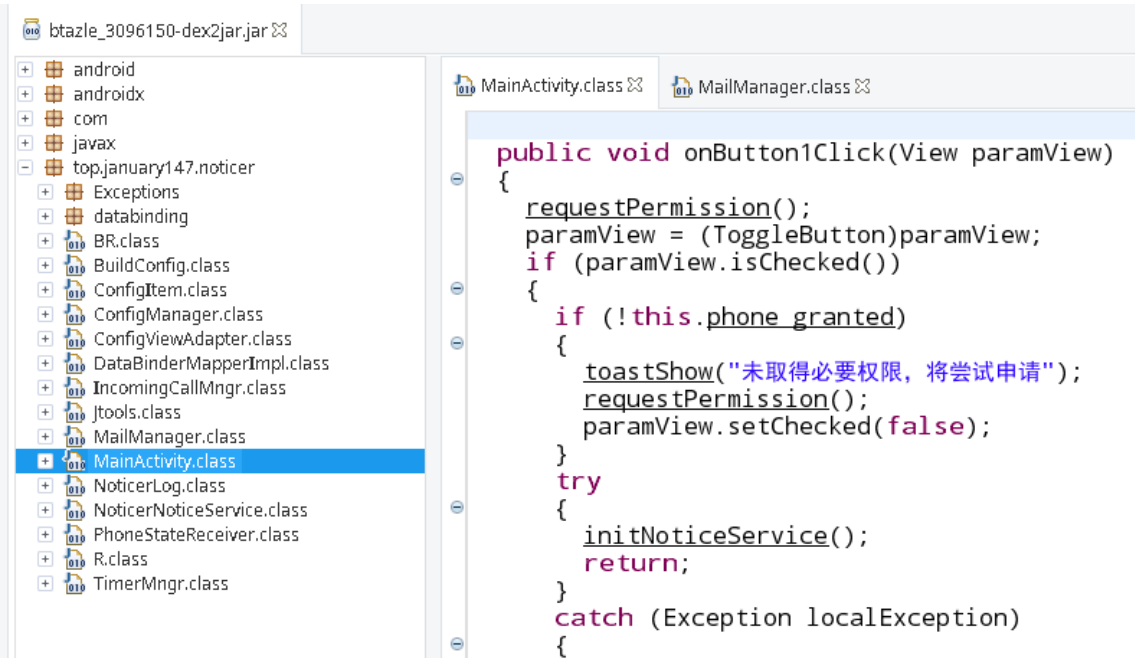 btazle_3096150-dex2jar.jar
android
androidx
com
javax
top.january147.noticer
Exceptions
databinding
BR.class
BuildConfig.class
ConfigItem.class
ConfigManager.class
ConfigViewAdapter.class
DataBinderMapperImpl.class
IncomingCallMngr.class
Jtools.class
MailManager.class
MainActivity.class
NoticerLog.class
NoticerNoticeService.class
PhoneStateReceiver.class
R.class
TimerMngr.class
MainActivity.class MailManager.class
public void onButton1Click(View paramView)
{
requestPermission();
paramView = (ToggleButton)paramView;
if (paramView.isChecked())
{
if (!this.phone_granted)
{
toastShow("未取得必要权限，将尝试申请");
requestPermission();
paramView.setChecked(false);
}
try
{
initNoticeService();
return;
}
catch (Exception localException)
{